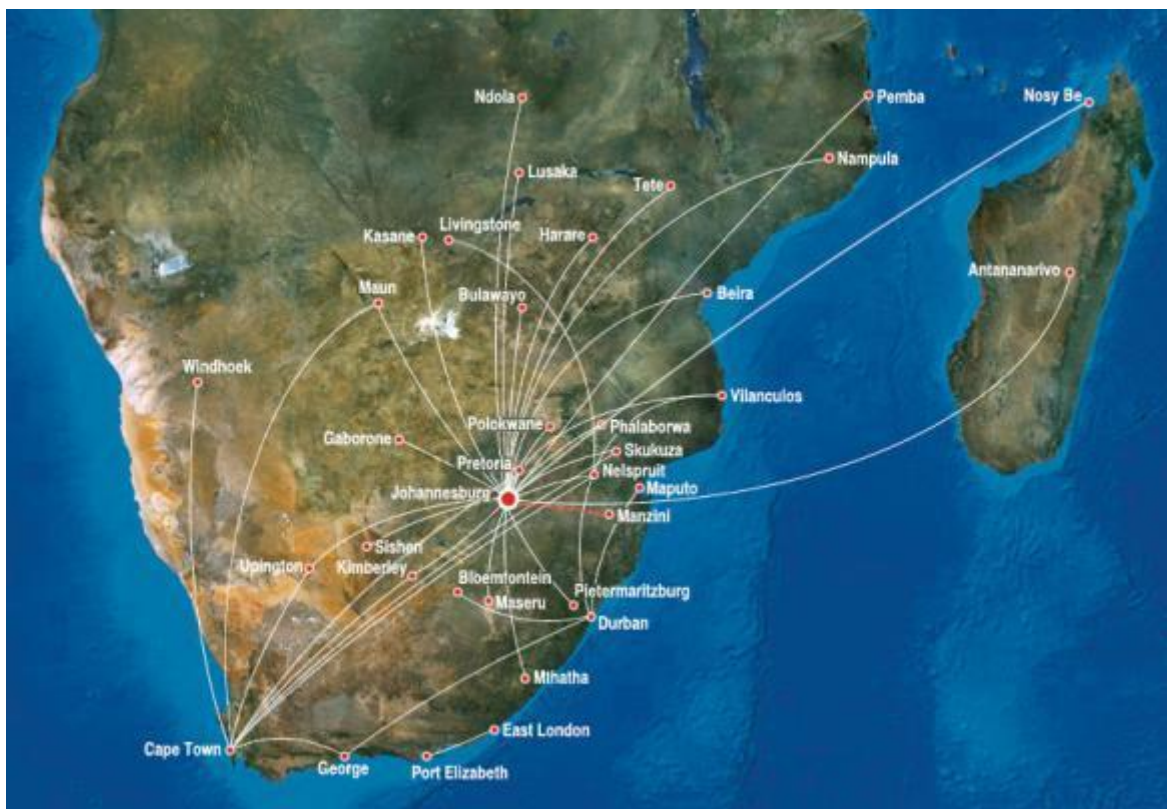 Ndola
Pemba
Nosy Be
Nampula
Lusaka
Tete
Livingstone
Kasane
Harare
Antananarivo
Maun
Bulawayo
Beira
Windhoek
Vilanculos
Polokwane
Phalaborwa
Gaborone
Skukuza
Pretoria
Nelspruit
Johannesburg
Maputo
Manzini
Sishen
Upington
Kimberley
Bloemfontein
Maseru
Pietermaritzburg
Durban
Mthatha
East London
Cape Town
George
Port Elizabeth